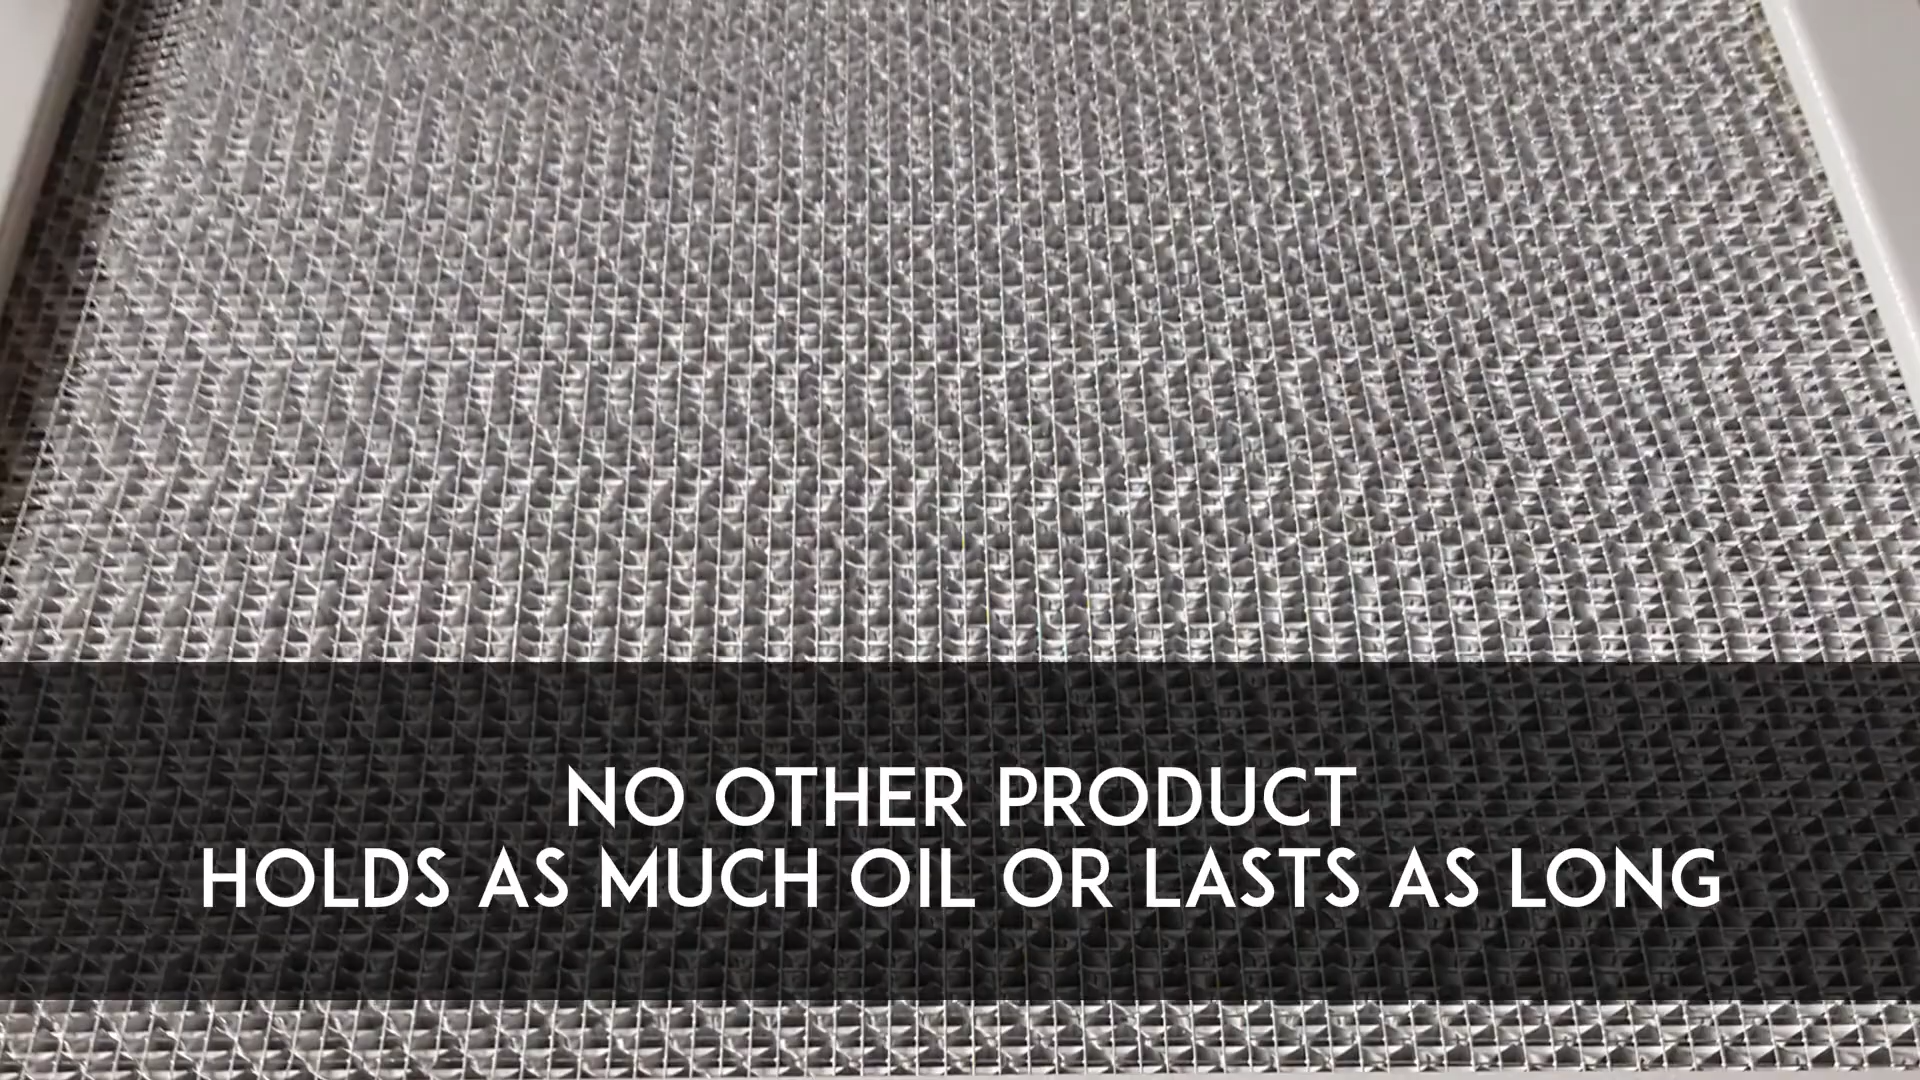 NO OTHER PRODUCT
HOLDS AS MUCH OIL OR LASTS AS LONG